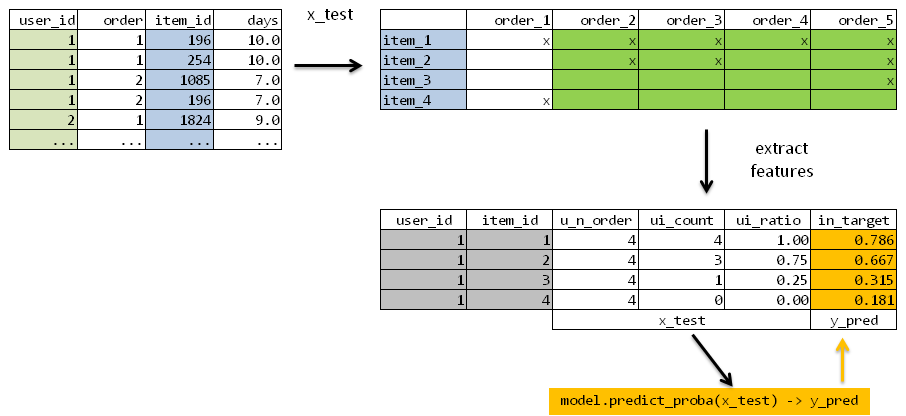 user_id order item_id days
1 1 196 10.0
1 1 254 10.0
1 2 1085 7.0
1 2 196 7.0
2 1 1824 9.0
... ... ... ...
x_test
order_1 order_2 order_3 order_4 order_5
item_1 x x x x x
item_2 x x x
item_3 x
item_4 x
extract
features
user_id item_id u_n_order ui_count ui_ratio in_target
1 1 4 4 1.00 0.786
1 2 4 3 0.75 0.667
1 3 4 1 0.25 0.315
1 4 4 0 0.00 0.181
x_test y_pred
model.predict_proba(x_test) -> y_pred